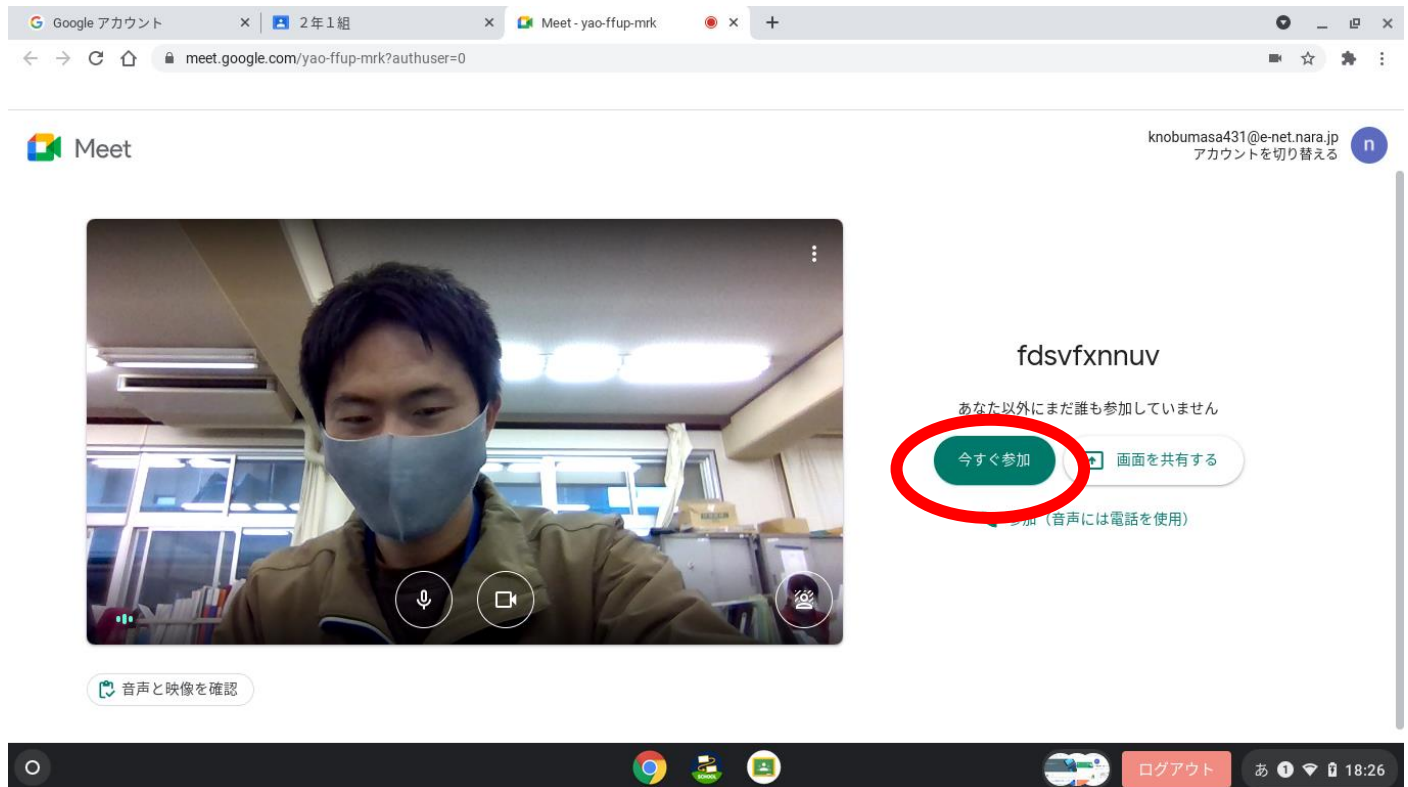 Google アカウント
2年1組
Meet - yao-ffup-mrk
meet.google.com/yao-ffup-mrk?authuser=0
Meet
knobumasa431@e-net.nara.jp
アカウントを切り替える
n
fdsvfxnnuv
あなた以外にまだ誰も参加していません
今すぐ参加
画面を共有する
参加（音声には電話を使用）
音声と映像を確認
SCHOOL
ログアウト
あ 1 18:26